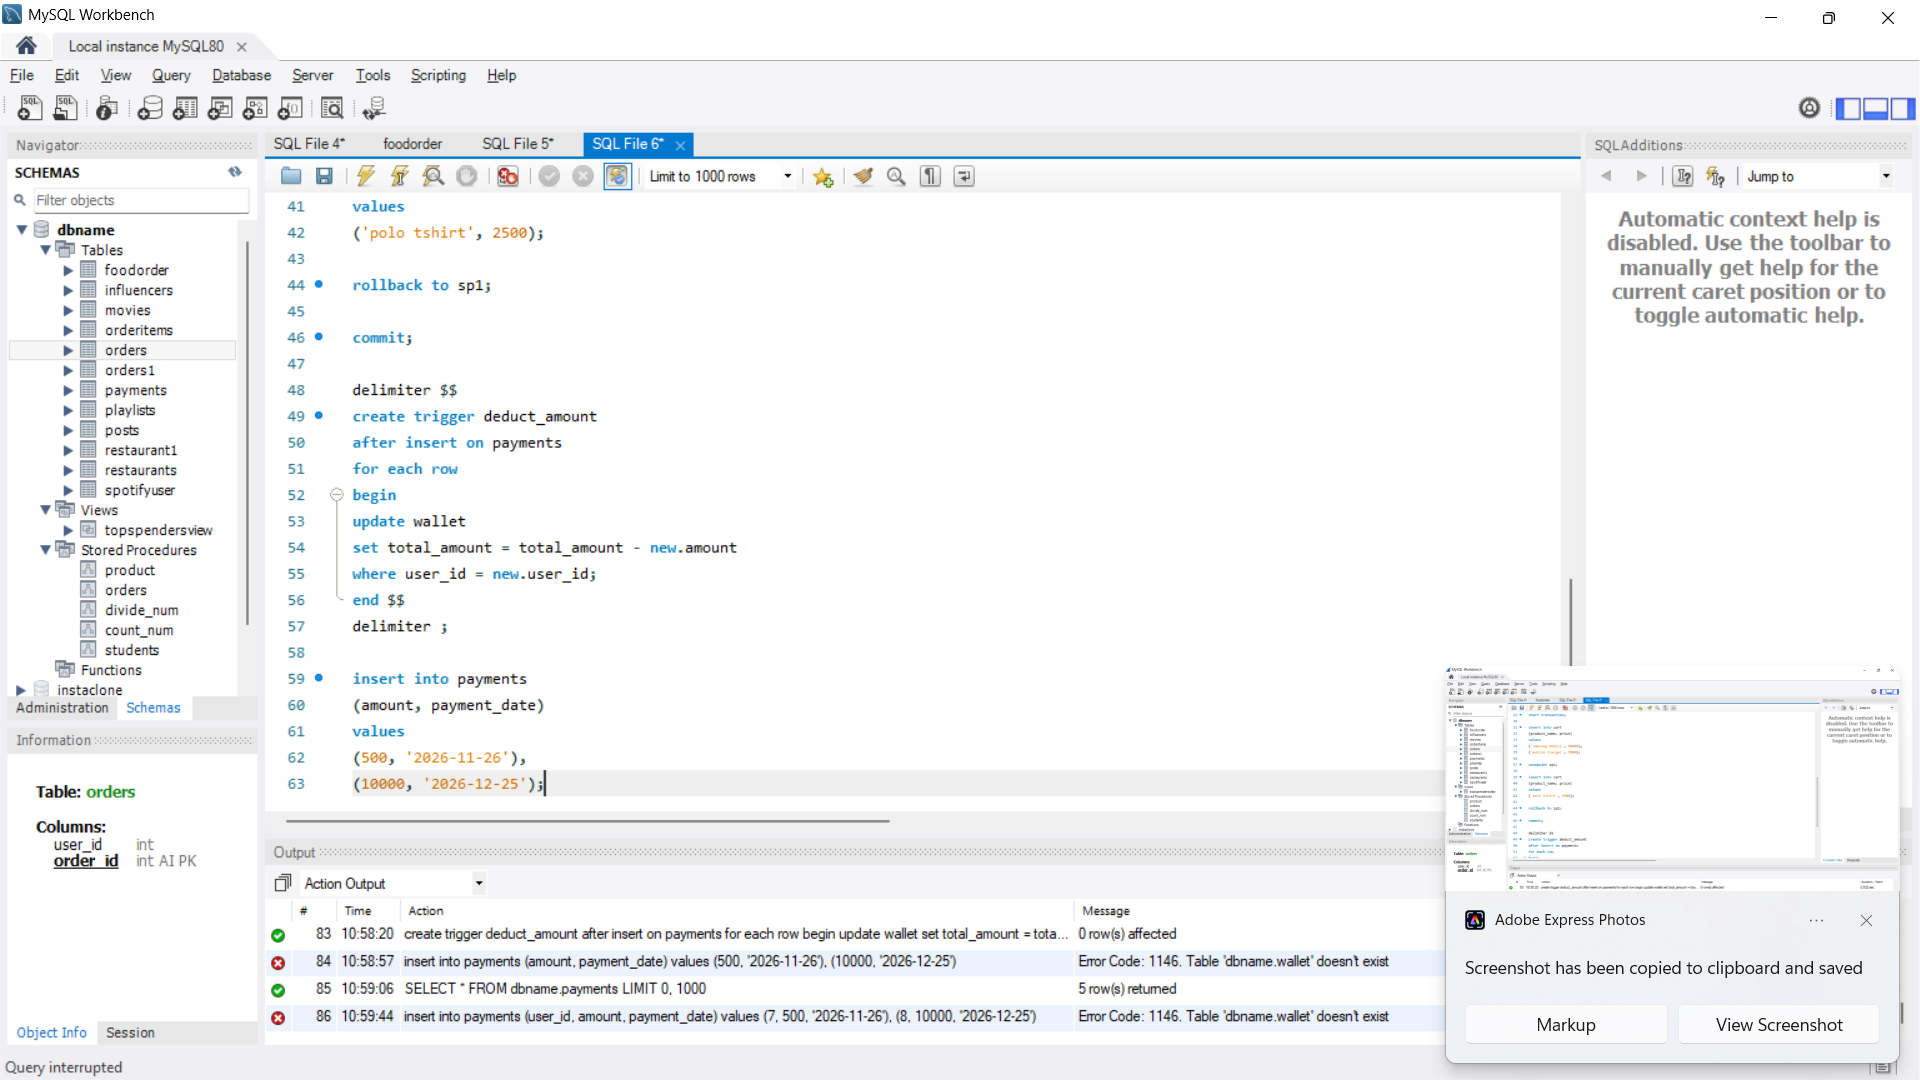 MySQL Workbench
Local instance MySQL80
File Edit View Query Database Server Tools Scripting Help
Navigator
SCHEMAS
Filter objects
dbname
Tables
foodorder
influencers
movies
orderitems
orders
orders1
payments
playlists
posts
restaurant1
restaurants
spotifyuser
Views
topspendersview
Stored Procedures
product
orders
divide_num
count_num
students
Functions
instaclone
Administration Schemas
Information
Table: orders
Columns:
user_id int
order_id int AI PK
Object Info Session
Query interrupted
SQL File 4* foodorder SQL File 5* SQL File 6*
Limit to 1000 rows
41 values
42 ('polo tshirt', 2500);
43
44 rollback to sp1;
45
46 commit;
47
48 delimiter $$
49 create trigger deduct_amount
50 after insert on payments
51 for each row
52 begin
53 update wallet
54 set total_amount = total_amount - new.amount
55 where user_id = new.user_id;
56 end $$
57 delimiter ;
58
59 insert into payments
60 (amount, payment_date)
61 values
62 (500, '2026-11-26'),
63 (10000, '2026-12-25');
Output
Action Output
# Time Action Message
83 10:58:20 create trigger deduct_amount after insert on payments for each row begin update wallet set total_amount = tota... 0 row(s) affected
84 10:58:57 insert into payments (amount, payment_date) values (500, '2026-11-26'), (10000, '2026-12-25') Error Code: 1146. Table 'dbname.wallet' doesn't exist
85 10:59:06 SELECT * FROM dbname.payments LIMIT 0, 1000 5 row(s) returned
86 10:59:44 insert into payments (user_id, amount, payment_date) values (7, 500, '2026-11-26'), (8, 10000, '2026-12-25') Error Code: 1146. Table 'dbname.wallet' doesn't exist
SQLAdditions
Jump to
Automatic context help is
disabled. Use the toolbar to
manually get help for the
current caret position or to
toggle automatic help.
Adobe Express Photos
Screenshot has been copied to clipboard and saved
Markup View Screenshot